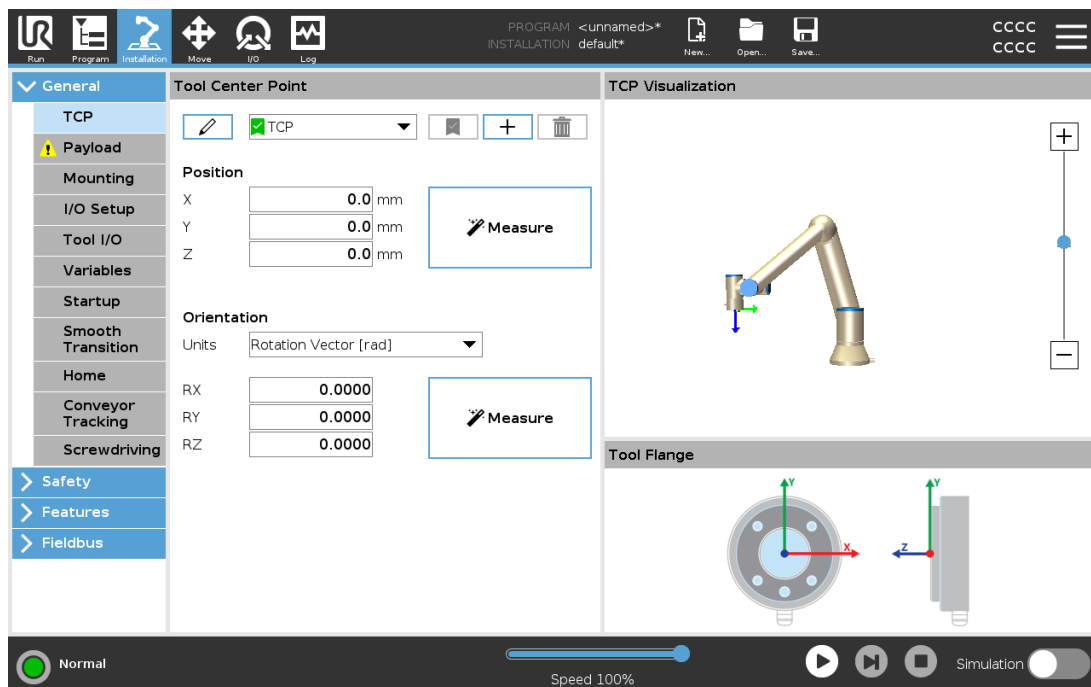 PROGRAM <unnamed>*
INSTALLATION default*
CCCC
CCCC
Run
Program
Installation
Move
I/O
Log
New...
Open...
Save...
General
TCP
Payload
Mounting
I/O Setup
Tool I/O
Variables
Startup
Smooth
Transition
Home
Conveyor
Tracking
Screwdriving
Safety
Features
Fieldbus
Tool Center Point
TCP
Position
X 0.0 mm
Y 0.0 mm
Z 0.0 mm
Measure
Orientation
Units Rotation Vector [rad]
RX 0.0000
RY 0.0000
RZ 0.0000
Measure
TCP Visualization
Tool Flange
Y
X
Y
Z
Normal
Speed 100%
Simulation